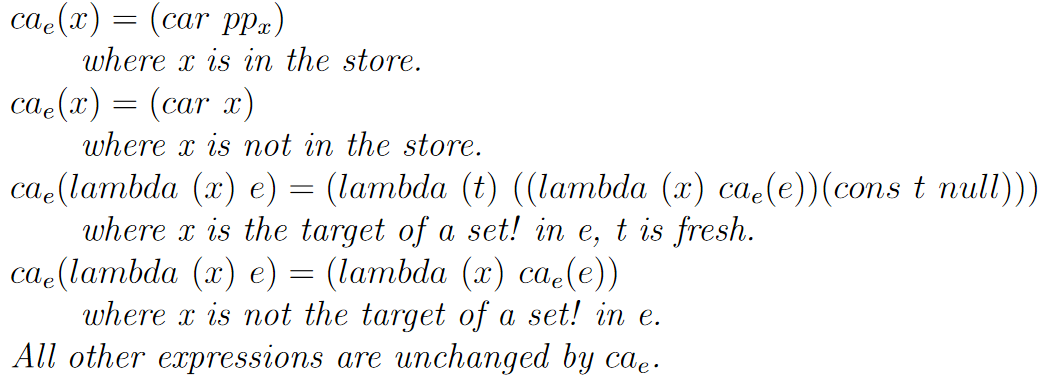 ca_e(x) = (car pp_x)
where x is in the store.
ca_e(x) = (car x)
where x is not in the store.
ca_e(lambda (x) e) = (lambda (t) ((lambda (x) ca_e(e))(cons t null)))
where x is the target of a set! in e, t is fresh.
ca_e(lambda (x) e) = (lambda (x) ca_e(e))
where x is not the target of a set! in e.
All other expressions are unchanged by ca_e.